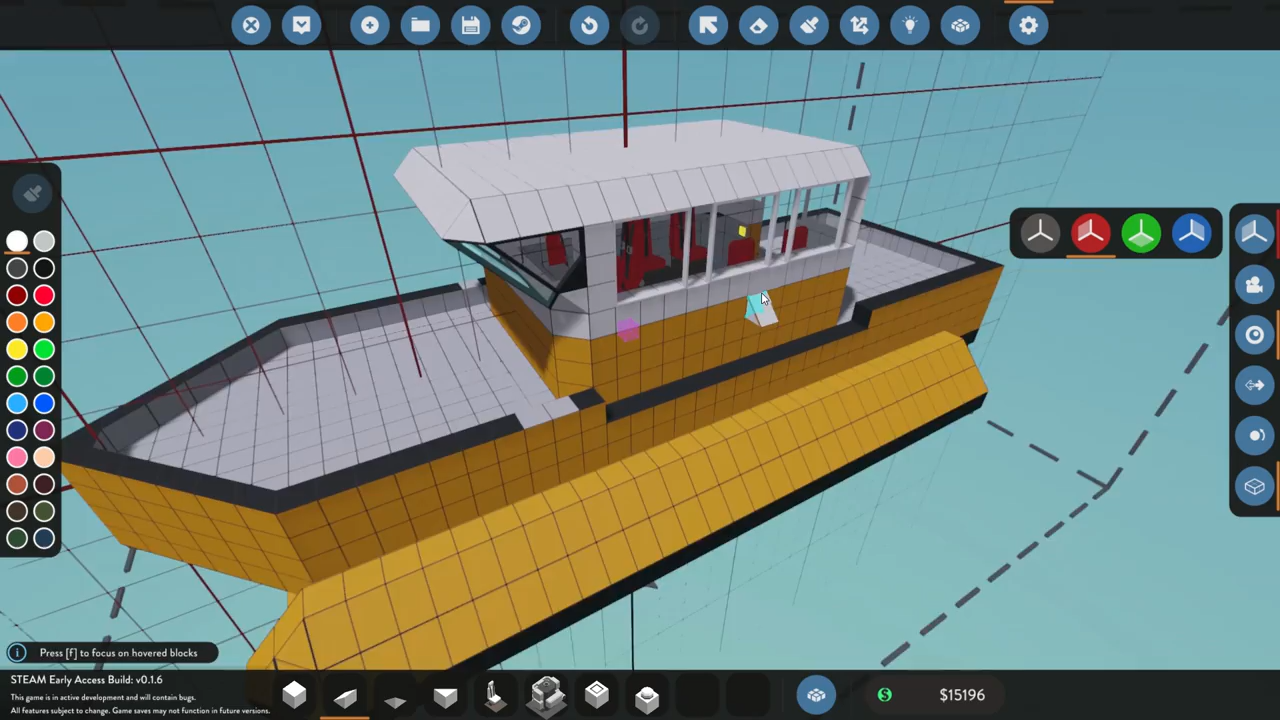 Press [f] to focus on hovered blocks
STEAM Early Access Build: v0.1.6
This game is in active development and will contain bugs.
All features subject to change. Game saves may not function in future versions.
$15196